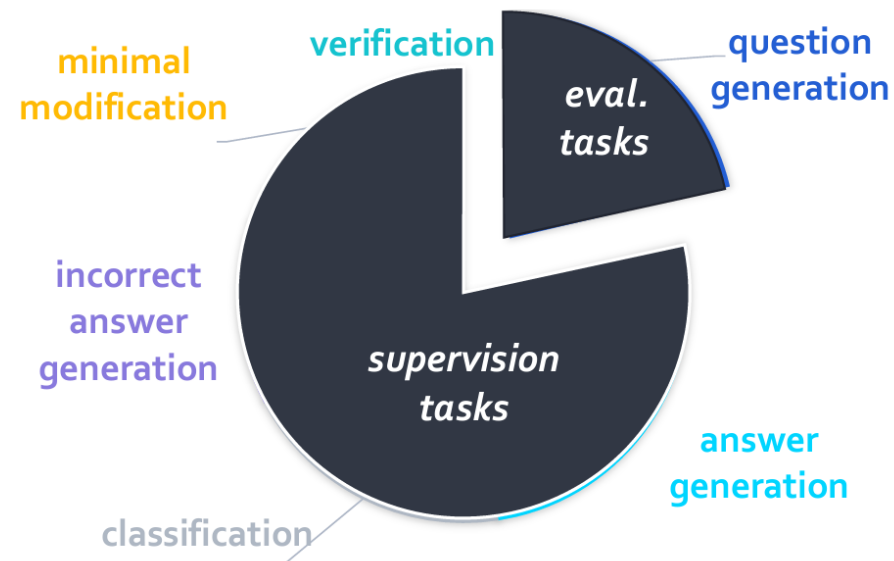 verification
question
generation
minimal
modification
eval.
tasks
incorrect
answer
generation
supervision
tasks
answer
generation
classification